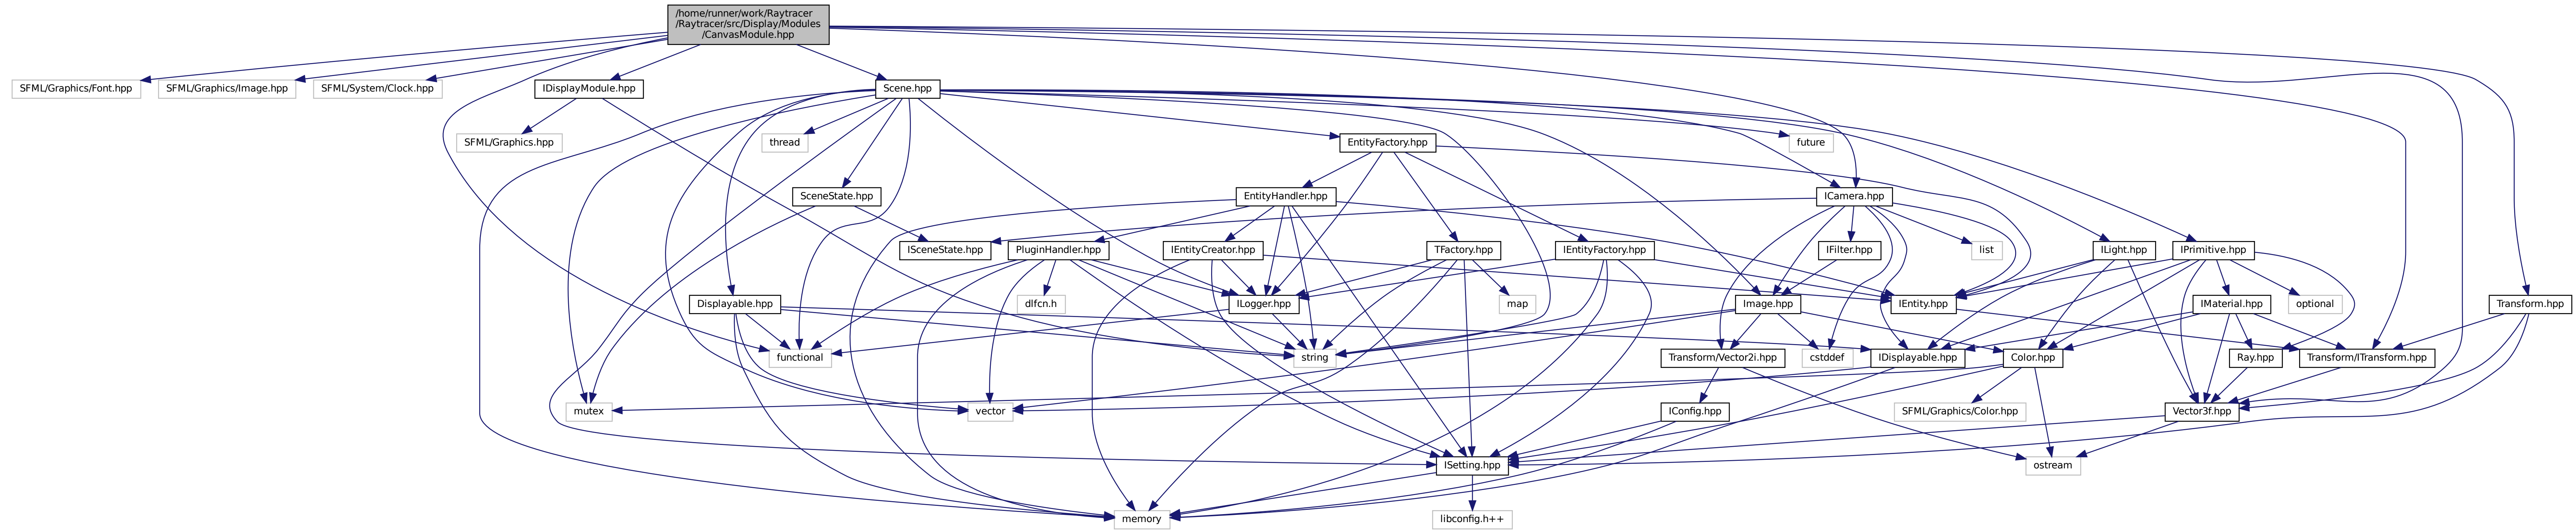 /home/runner/work/Raytracer
/Raytracer/src/Display/Modules
/CanvasModule.hpp
SFML/Graphics/Font.hpp
SFML/Graphics/Image.hpp
SFML/System/Clock.hpp
IDisplayModule.hpp
Scene.hpp
SFML/Graphics.hpp
thread
EntityFactory.hpp
future
SceneState.hpp
EntityHandler.hpp
ICamera.hpp
ISceneState.hpp
PluginHandler.hpp
IEntityCreator.hpp
TFactory.hpp
IEntityFactory.hpp
IFilter.hpp
list
ILight.hpp
IPrimitive.hpp
Displayable.hpp
dlfcn.h
ILogger.hpp
map
Image.hpp
IEntity.hpp
IMaterial.hpp
optional
Transform.hpp
functional
string
Transform/Vector2i.hpp
cstddef
IDisplayable.hpp
Color.hpp
Ray.hpp
Transform/ITransform.hpp
mutex
vector
IConfig.hpp
SFML/Graphics/Color.hpp
Vector3f.hpp
ISetting.hpp
ostream
memory
libconfig.h++